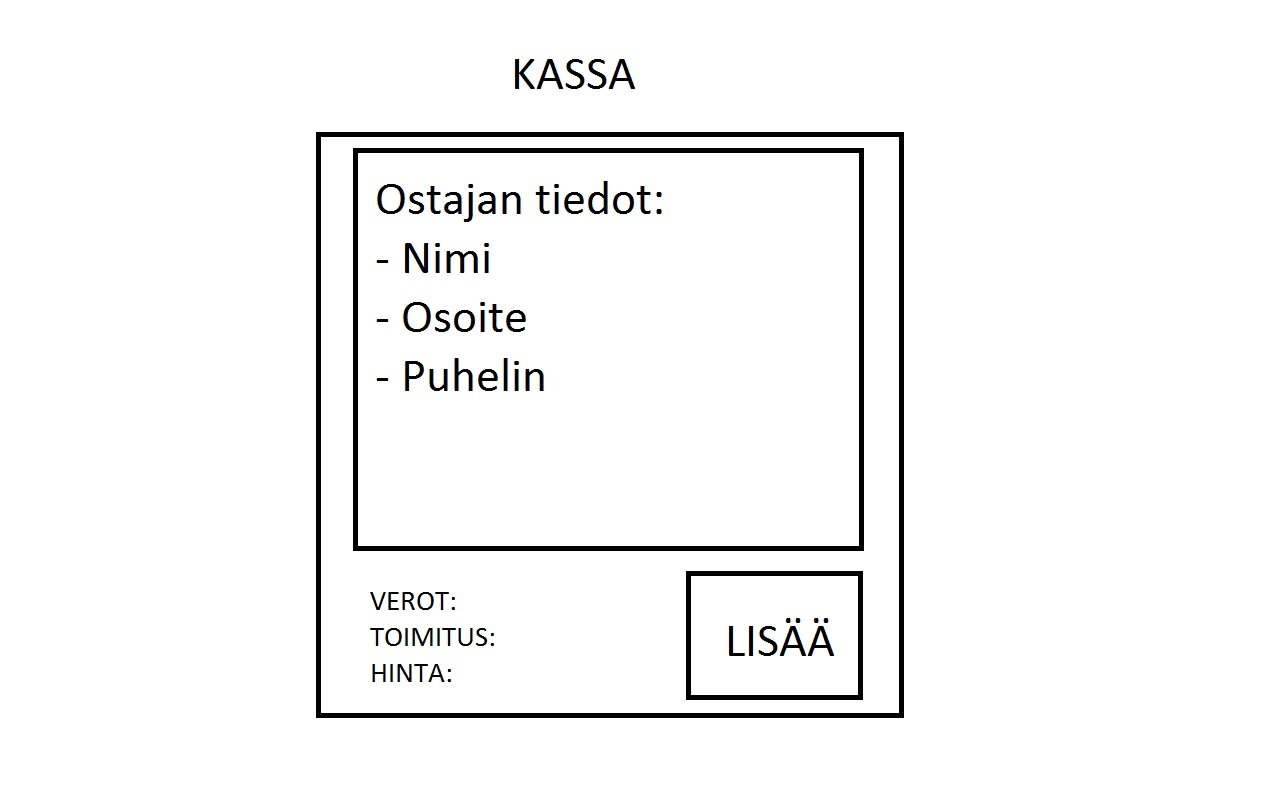 KASSA
Ostajan tiedot:
- Nimi
- Osoite
- Puhelin
VEROT:
TOIMITUS:
HINTA:
LISÄÄ